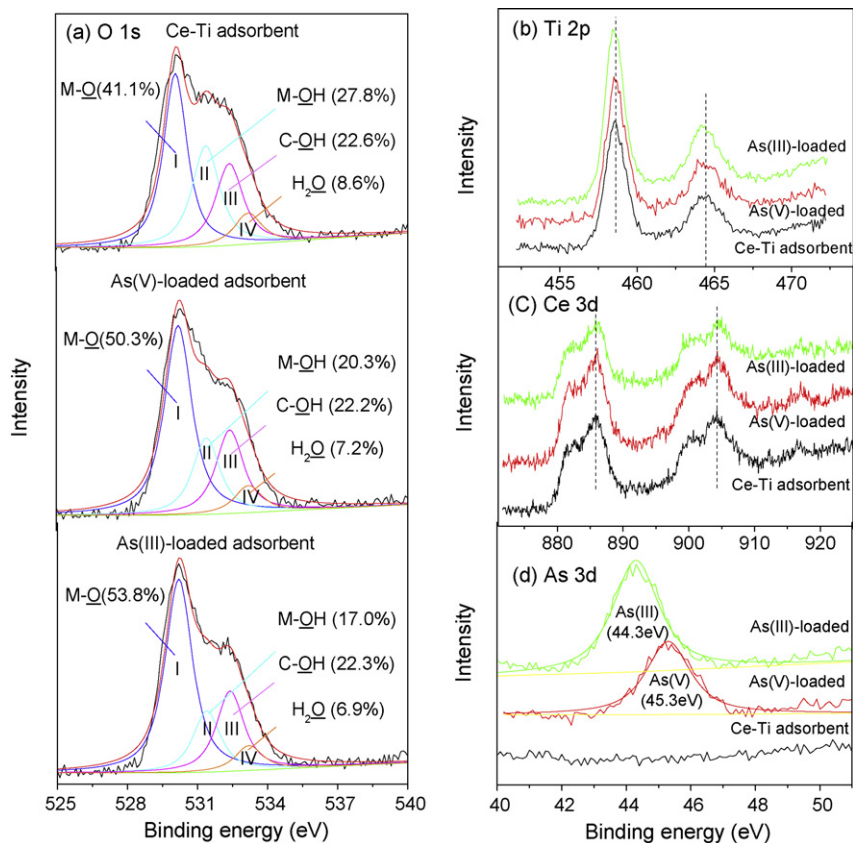 (a) O 1s
Ce-Ti adsorbent
M-O(41.1%)
M-OH (27.8%)
C-OH (22.6%)
H₂O (8.6%)
I
II
III
IV
As(V)-loaded adsorbent
M-O(50.3%)
M-OH (20.3%)
C-OH (22.2%)
H₂O (7.2%)
I
II
III
IV
As(III)-loaded adsorbent
M-O(53.8%)
M-OH (17.0%)
C-OH (22.3%)
H₂O (6.9%)
I
II
III
IV
525 528 531 534 537 540
Binding energy (eV)
Intensity
(b) Ti 2p
As(III)-loaded
As(V)-loaded
Ce-Ti adsorbent
455 460 465 470
Intensity
(C) Ce 3d
As(III)-loaded
As(V)-loaded
Ce-Ti adsorbent
880 890 900 910 920
Intensity
(d) As 3d
As(III)
(44.3eV)
As(III)-loaded
As(V)
(45.3eV)
As(V)-loaded
Ce-Ti adsorbent
40 42 44 46 48 50
Binding energy (eV)
Intensity